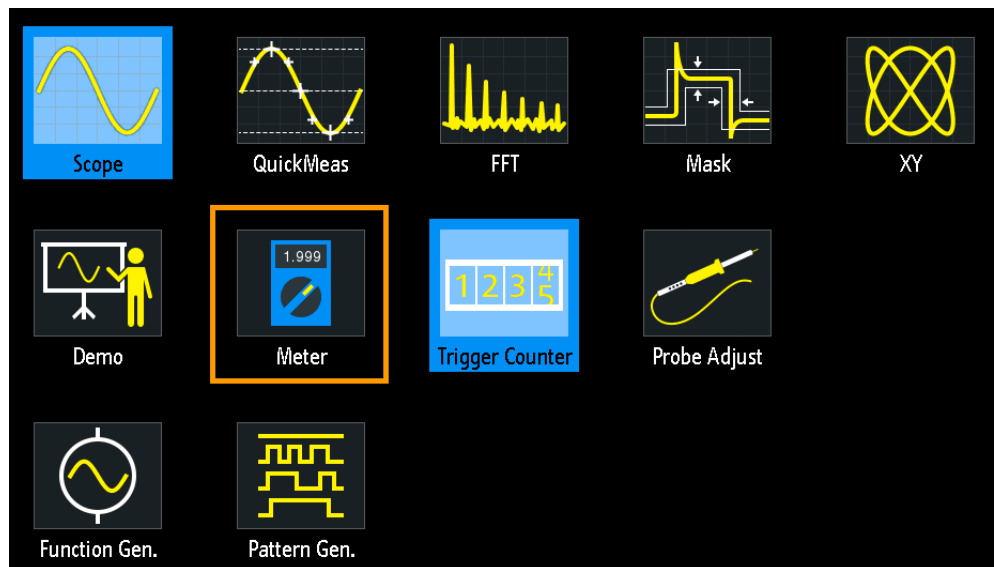 Scope
QuickMeas
FFT
Mask
XY
1.999
1 2 3 4
5
Demo
Meter
Trigger Counter
Probe Adjust
Function Gen.
Pattern Gen.